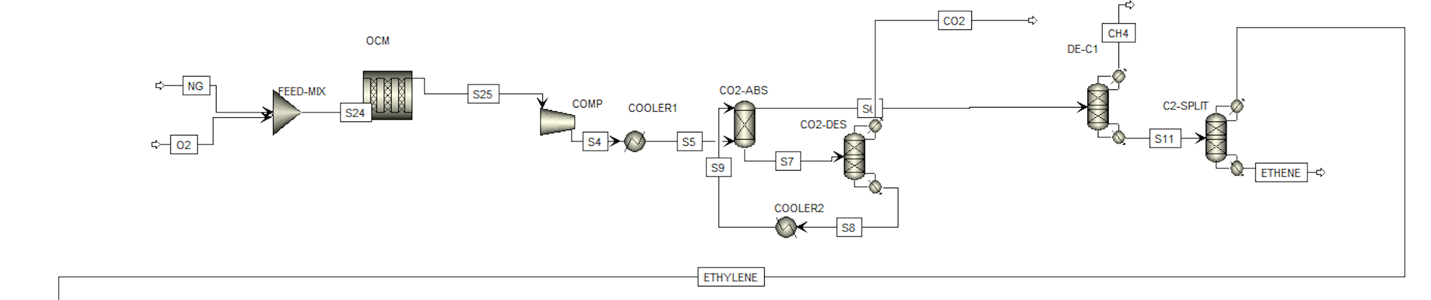 CO2
CH4
OCM
DE-C1
NG
FEED-MIX
S25
COMP
COOLER1
CO2-ABS
C2-SPLIT
S24
CO2-DES
O2
S4
S5
S11
S7
S9
ETHENE
COOLER2
S8
ETHYLENE